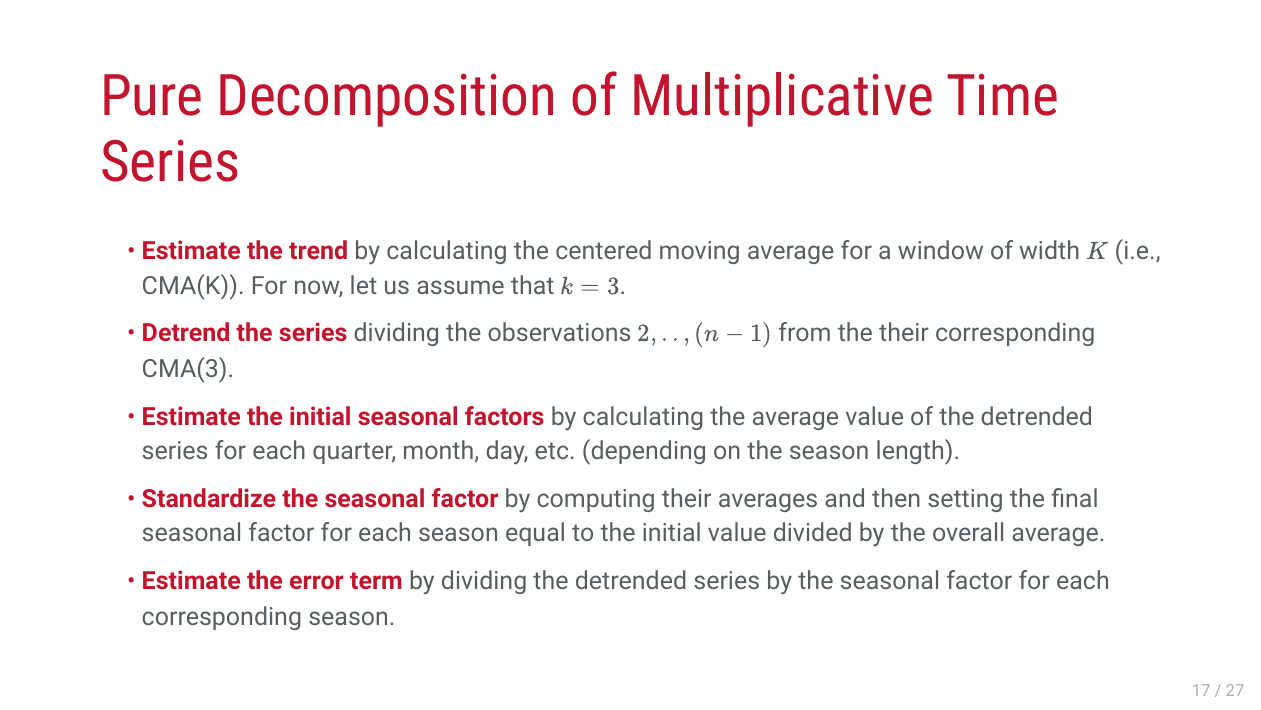 Pure Decomposition of Multiplicative Time
Series
• Estimate the trend by calculating the centered moving average for a window of width K (i.e.,
CMA(K)). For now, let us assume that k = 3.
• Detrend the series dividing the observations 2, . . , (n − 1) from the their corresponding
CMA(3).
• Estimate the initial seasonal factors by calculating the average value of the detrended
series for each quarter, month, day, etc. (depending on the season length).
• Standardize the seasonal factor by computing their averages and then setting the final
seasonal factor for each season equal to the initial value divided by the overall average.
• Estimate the error term by dividing the detrended series by the seasonal factor for each
corresponding season.
17 / 27